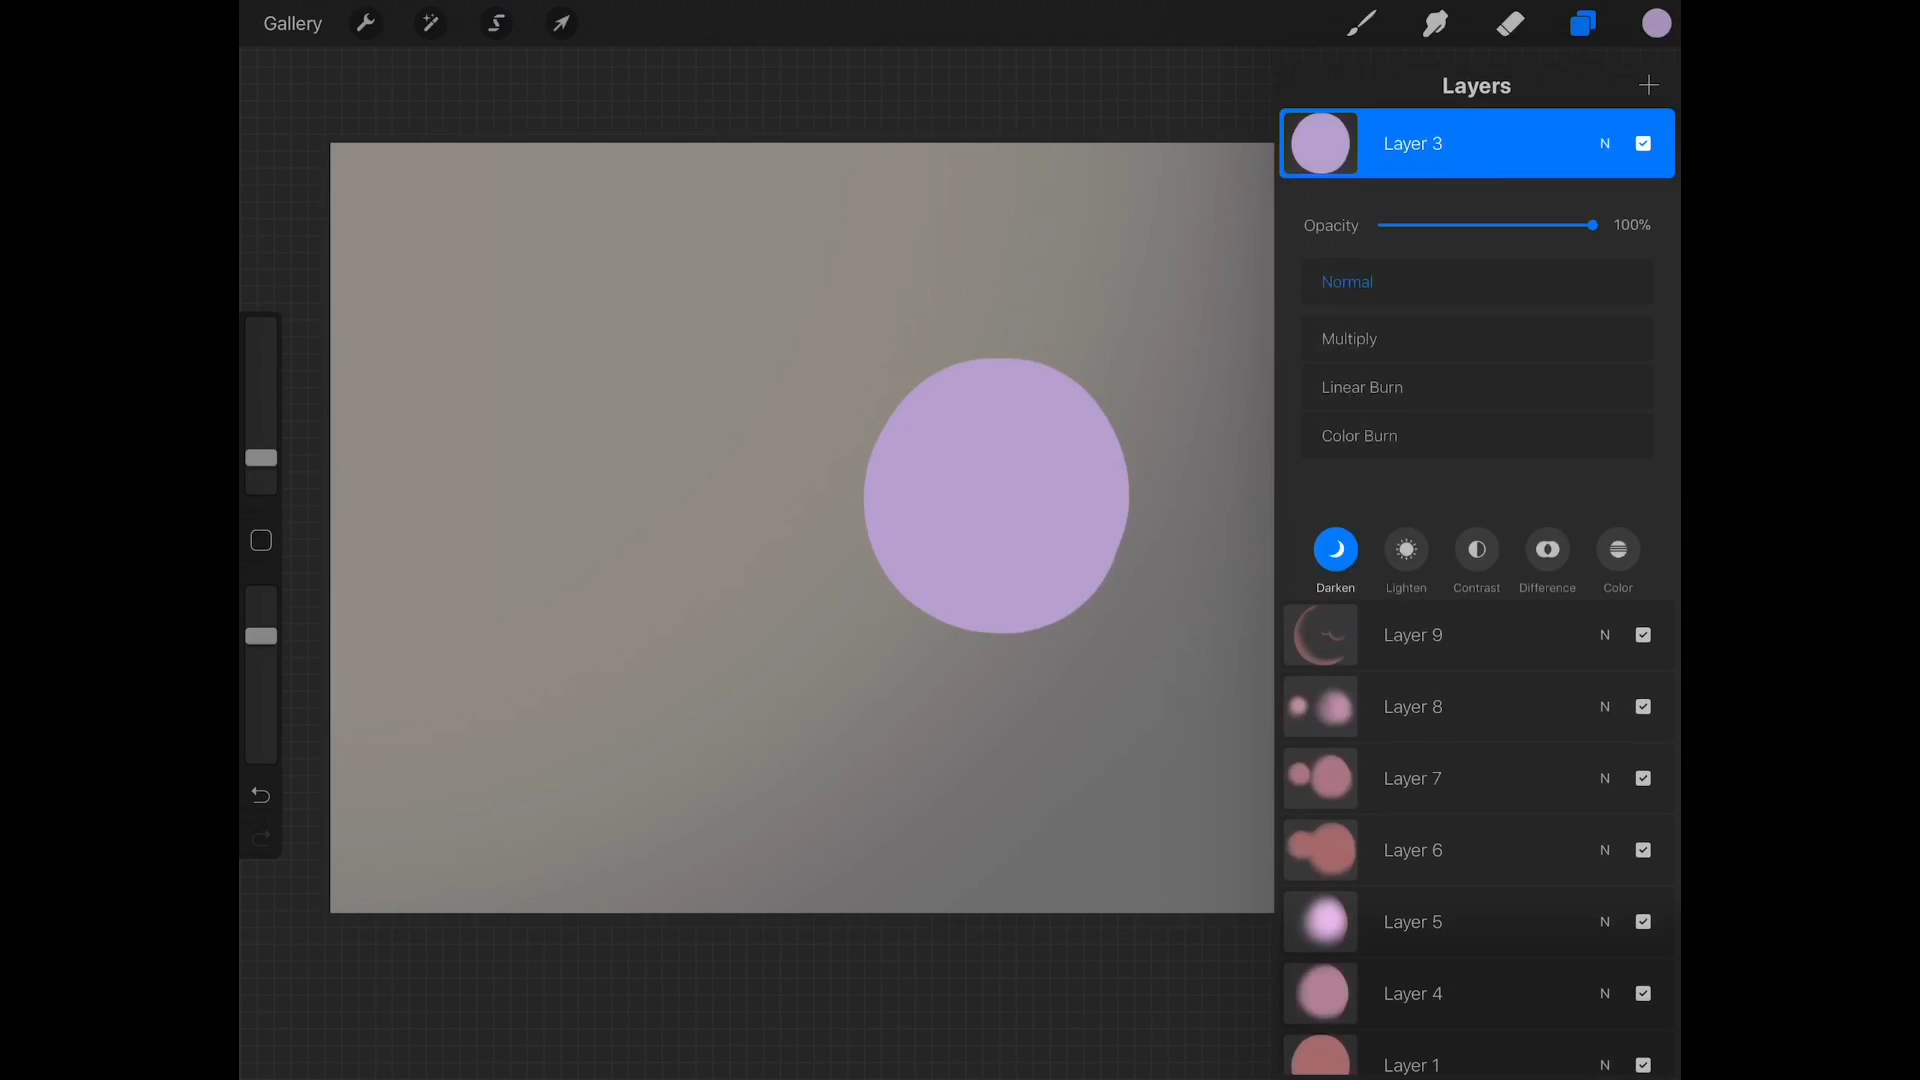 Gallery
Layers
Layer 3 N
Opacity 100%
Normal
Multiply
Linear Burn
Color Burn
Darken Lighten Contrast Difference Color
Layer 9 N
Layer 8 N
Layer 7 N
Layer 6 N
Layer 5 N
Layer 4 N
Layer 1 N